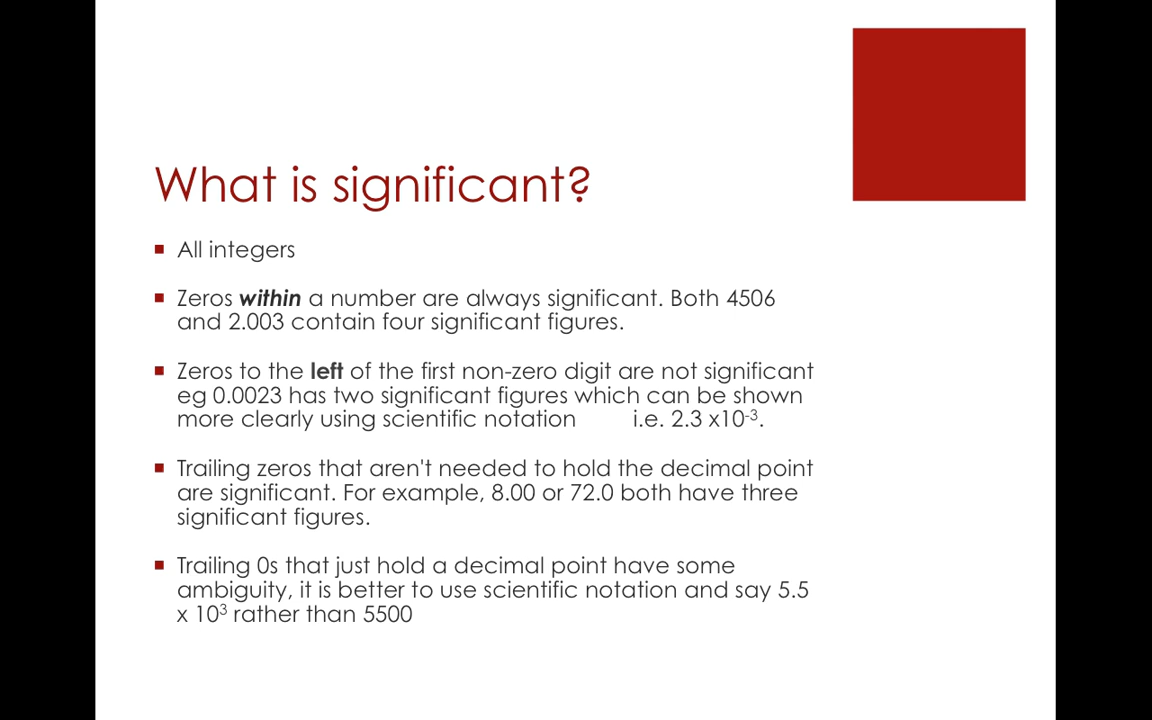 What is significant?
All integers
Zeros within a number are always significant. Both 4506
and 2.003 contain four significant figures.
Zeros to the left of the first non-zero digit are not significant
eg 0.0023 has two significant figures which can be shown
more clearly using scientific notation i.e. 2.3 x10⁻³.
Trailing zeros that aren't needed to hold the decimal point
are significant. For example, 8.00 or 72.0 both have three
significant figures.
Trailing 0s that just hold a decimal point have some
ambiguity, it is better to use scientific notation and say 5.5
x 10³ rather than 5500